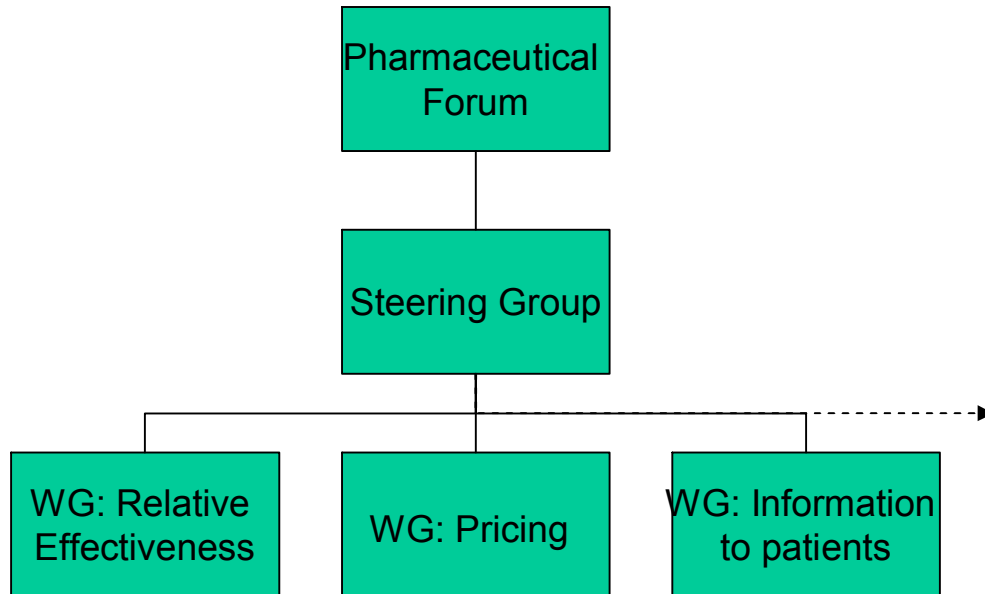 Pharmaceutical
Forum
Steering Group
WG: Relative
Effectiveness
WG: Pricing
WG: Information
to patients